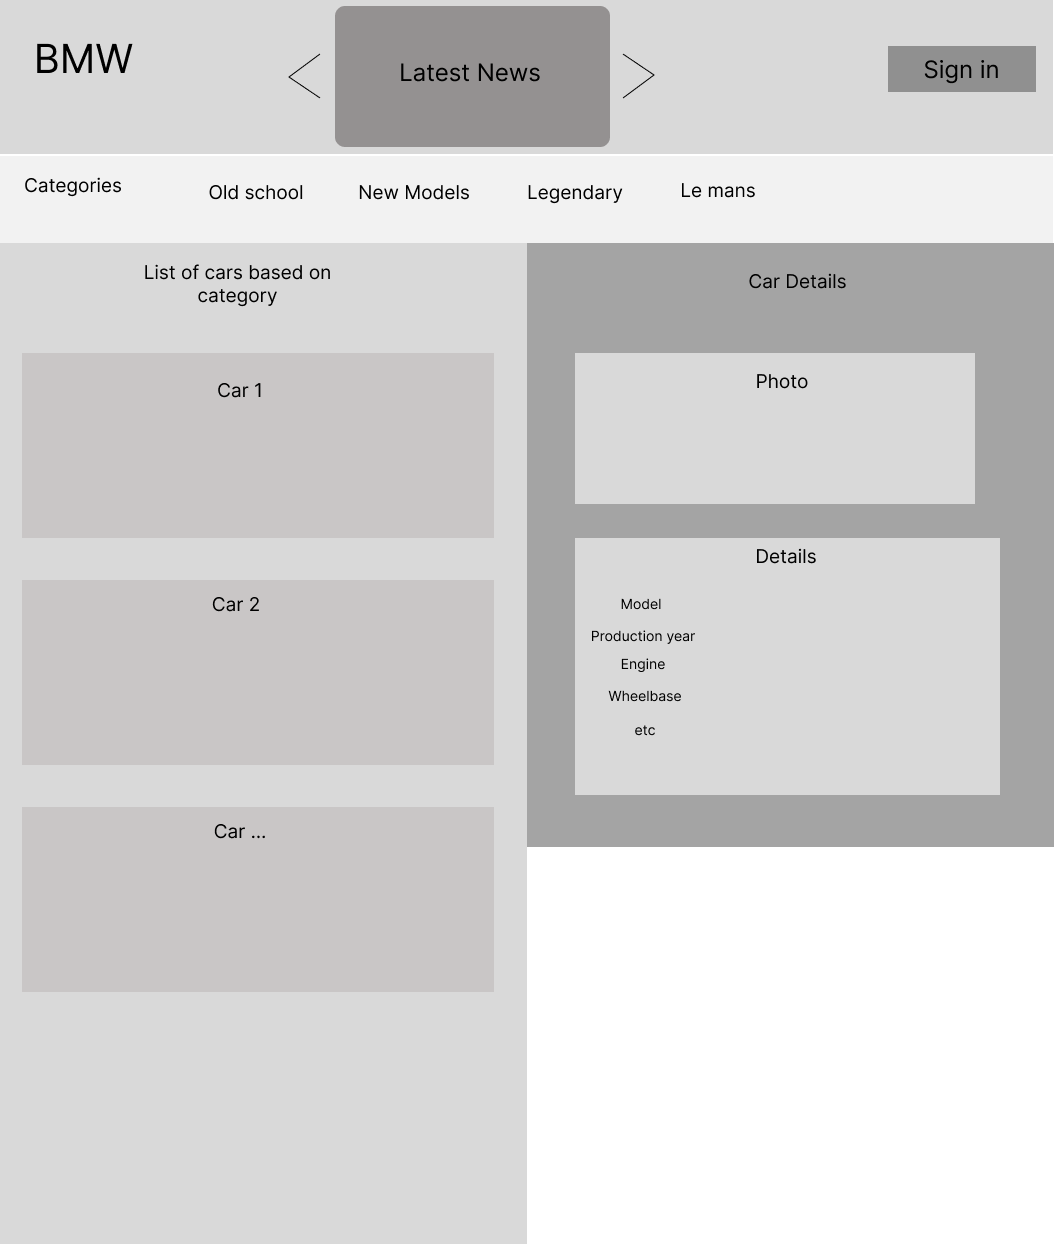 BMW
Latest News
Sign in
Categories
Old school
New Models
Legendary
Le mans
List of cars based on
category
Car 1
Car 2
Car ...
Car Details
Photo
Details
Model
Production year
Engine
Wheelbase
etc